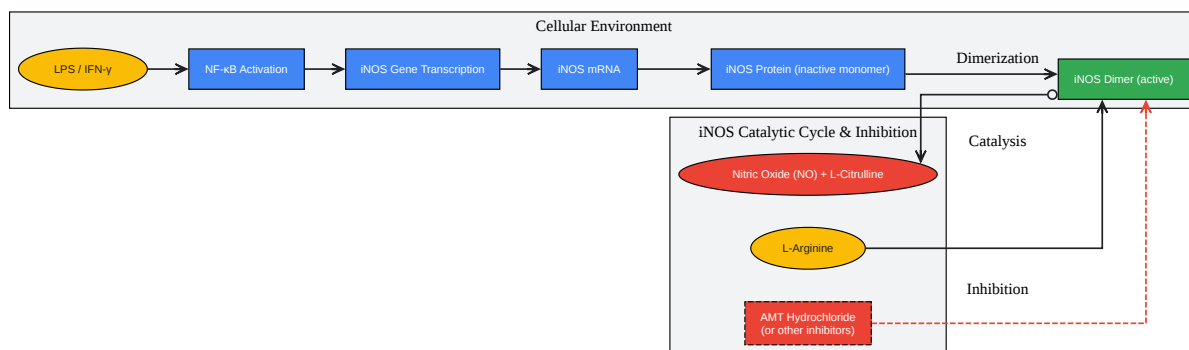 Cellular Environment
LPS / IFN-γ
NF-κB Activation
iNOS Gene Transcription
iNOS mRNA
iNOS Protein (inactive monomer)
Dimerization
iNOS Dimer (active)
iNOS Catalytic Cycle & Inhibition
Catalysis
Nitric Oxide (NO) + L-Citrulline
L-Arginine
Inhibition
AMT Hydrochloride
(or other inhibitors)